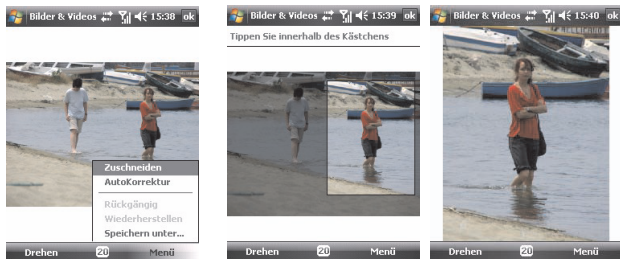 Bilder & Videos 15:38 ok
Zuschneiden
AutoKorrektur
Rückgängig
Wiederherstellen
Speichern unter...
Drehen 20 Menü
Bilder & Videos 15:39 ok
Tippen Sie innerhalb des Kästchens
Drehen 20 Menü
Bilder & Videos 15:40 ok
Drehen 20 Menü